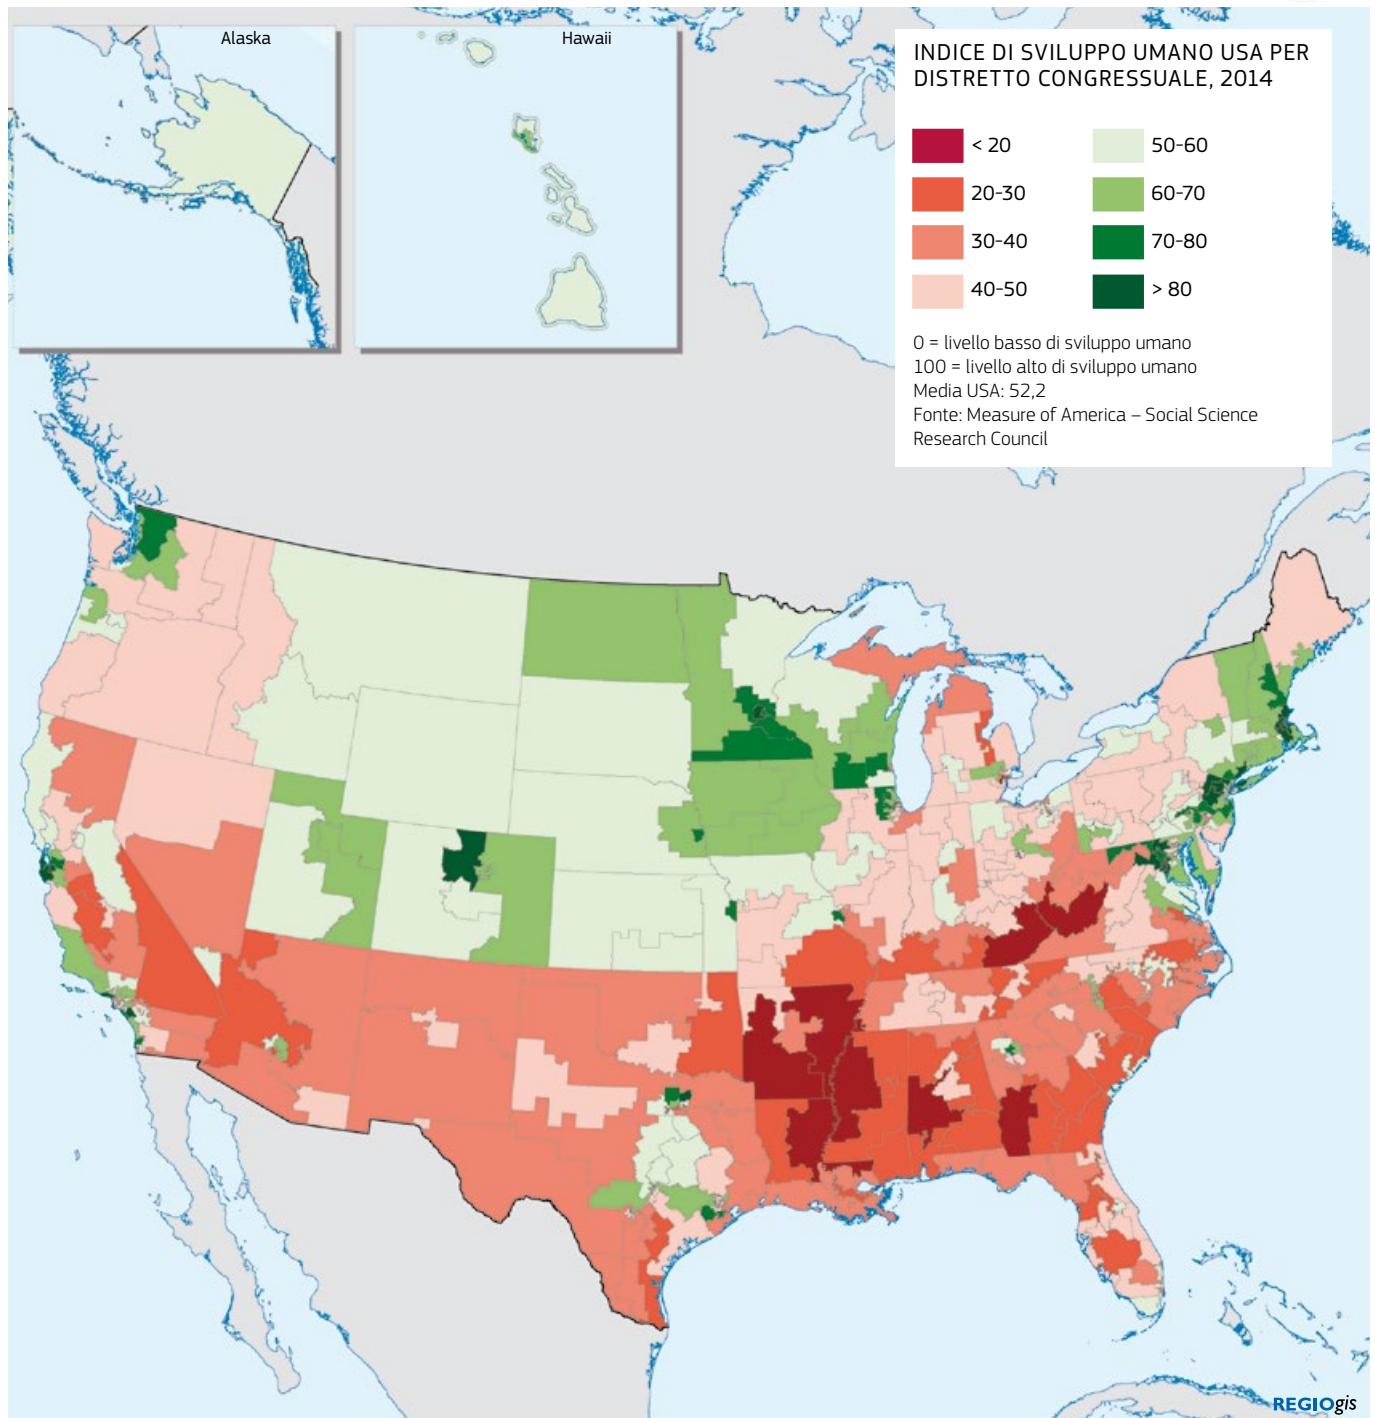 Alaska
Hawaii
INDICE DI SVILUPPO UMANO USA PER
DISTRETTO CONGRESSUALE, 2014
< 20
20-30
30-40
40-50
50-60
60-70
70-80
> 80
0 = livello basso di sviluppo umano
100 = livello alto di sviluppo umano
Media USA: 52,2
Fonte: Measure of America – Social Science
Research Council
REGIOgis